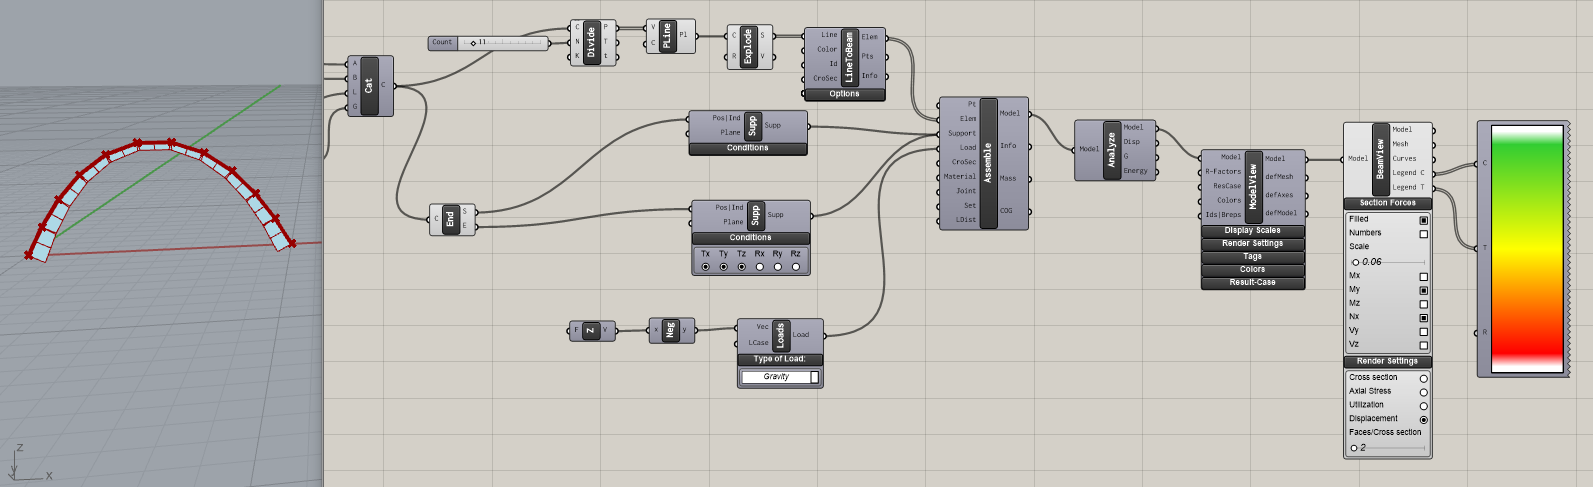 Z
Y
X
A
B
L
G
Cat
C
Count
11
C
N
K
Divide
P
T
t
V
C
PLine
Pl
C
R
Explode
S
V
Line
Color
Id
CroSec
LineToBeam
Elem
Pts
Info
Options
Pos|Ind
Plane
Supp
Supp
Conditions
C
End
S
E
Pos|Ind
Plane
Supp
Supp
Conditions
Tx Ty Tz Rx Ry Rz
F
Z
V
x
Neg
y
Vec
LCase
Loads
Load
Type of Load:
Gravity
Pt
Elem
Support
Load
CroSec
Material
Joint
Set
LDist
Assemble
Model
Info
Mass
COG
Model
Analyze
Model
Disp
G
Energy
Model
R-Factors
ResCase
Colors
Ids|Breps
ModelView
Model
defMesh
defAxes
defModel
Display Scales
Render Settings
Tags
Colors
Result-Case
Model
BeamView
Model
Mesh
Curves
Legend C
Legend T
Section Forces
Filled
Numbers
Scale
0.06
Mx
My
Mz
Nx
Vy
Vz
Render Settings
Cross section
Axial Stress
Utilization
Displacement
Faces/Cross section
2
C
T
R